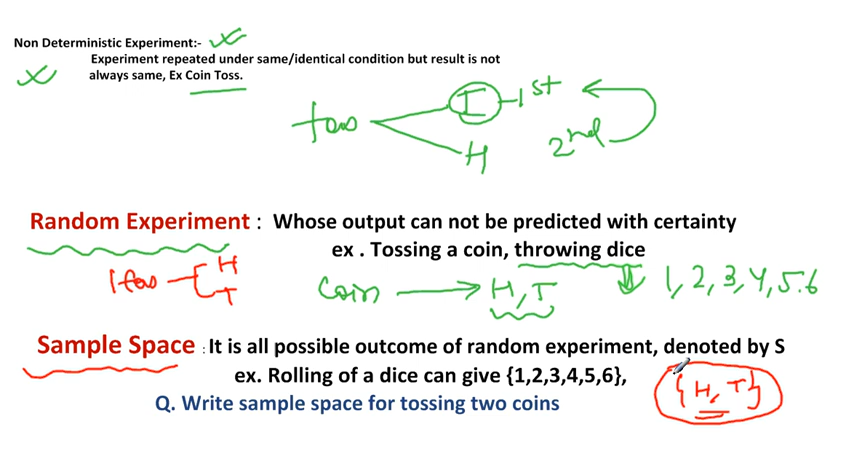 Non Deterministic Experiment:-
Experiment repeated under same/identical condition but result is not
always same, Ex Coin Toss.
toss T 1st
H 2nd
Random Experiment : Whose output can not be predicted with certainty
ex . Tossing a coin, throwing dice
H
T
coin → H, T 1, 2, 3, 4, 5.6
Sample Space : It is all possible outcome of random experiment, denoted by S
ex. Rolling of a dice can give {1,2,3,4,5,6},
{H, T}
Q. Write sample space for tossing two coins